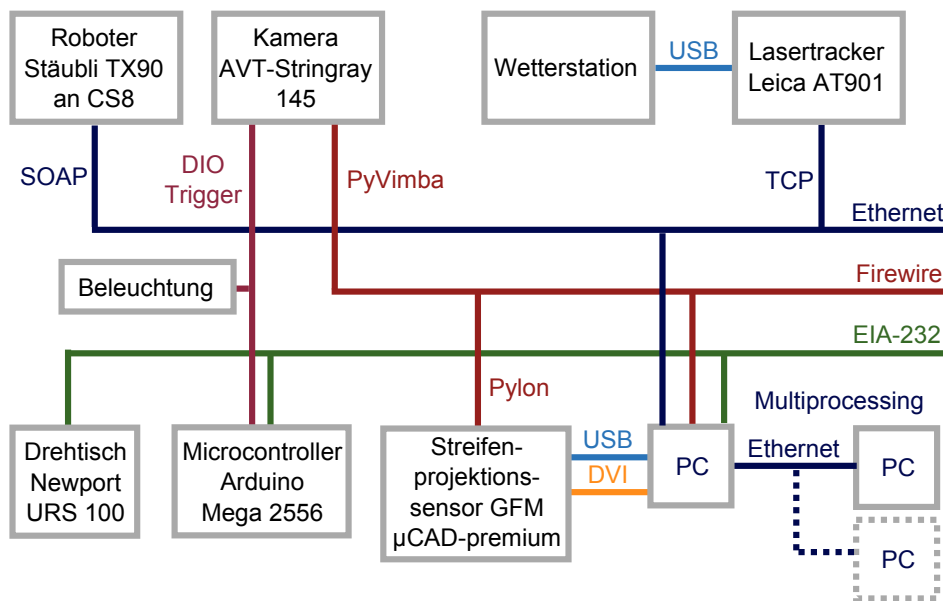 Roboter
Stäubli TX90
an CS8
Kamera
AVT-Stringray
145
Wetterstation
USB
Lasertracker
Leica AT901
SOAP
DIO
Trigger
PyVimba
TCP
Ethernet
Beleuchtung
Firewire
EIA-232
Pylon
Multiprocessing
Drehtisch
Newport
URS 100
Microcontroller
Arduino
Mega 2556
Streifen-
projektions-
sensor GFM
µCAD-premium
USB
DVI
PC
Ethernet
PC
PC